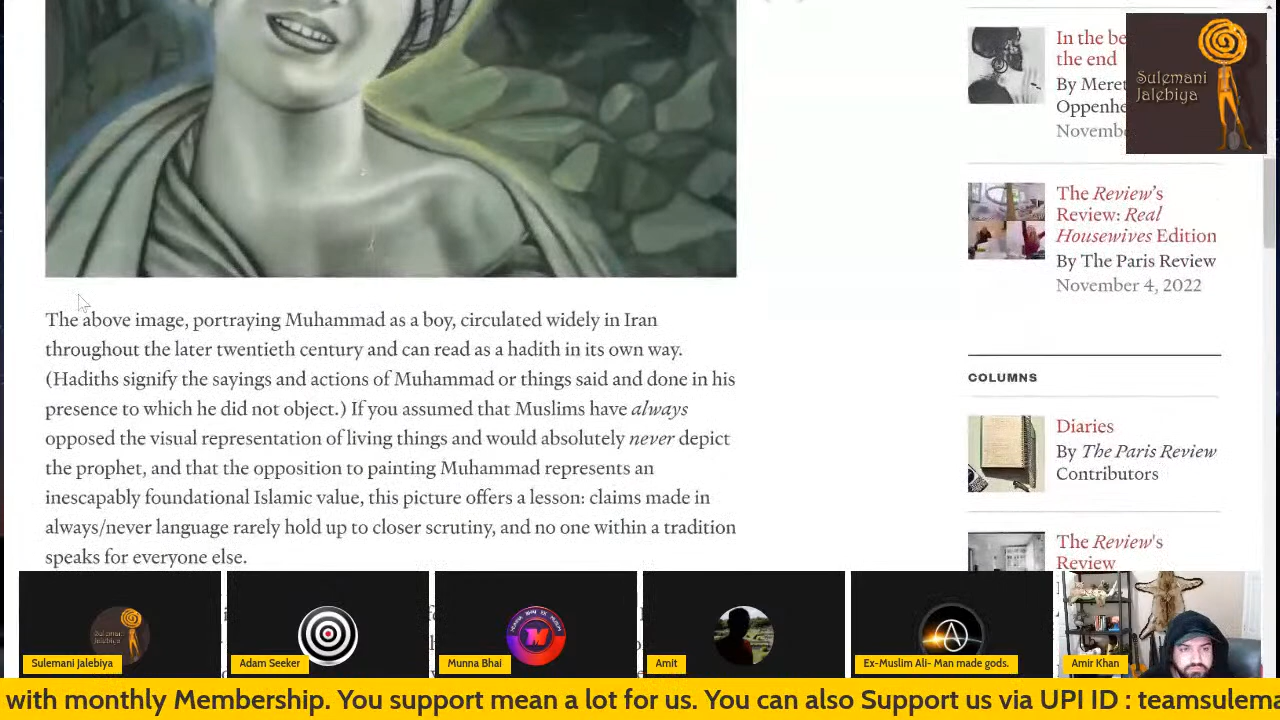 The above image, portraying Muhammad as a boy, circulated widely in Iran
throughout the later twentieth century and can read as a hadith in its own way.
(Hadiths signify the sayings and actions of Muhammad or things said and done in his
presence to which he did not object.) If you assumed that Muslims have always
opposed the visual representation of living things and would absolutely never depict
the prophet, and that the opposition to painting Muhammad represents an
inescapably foundational Islamic value, this picture offers a lesson: claims made in
always/never language rarely hold up to closer scrutiny, and no one within a tradition
speaks for everyone else.
In the be
the end
By Meret
Oppenhe
Novembe
Sulemani
Jalebiya
The Review's
Review: Real
Housewives Edition
By The Paris Review
November 4, 2022
COLUMNS
Diaries
By The Paris Review
Contributors
The Review's
Review
Sulemani Jalebiya
Adam Seeker
Munna Bhai
Amit
Ex-Muslim Ali- Man made gods.
Amir Khan
with monthly Membership. You support mean a lot for us. You can also Support us via UPI ID : teamsulema